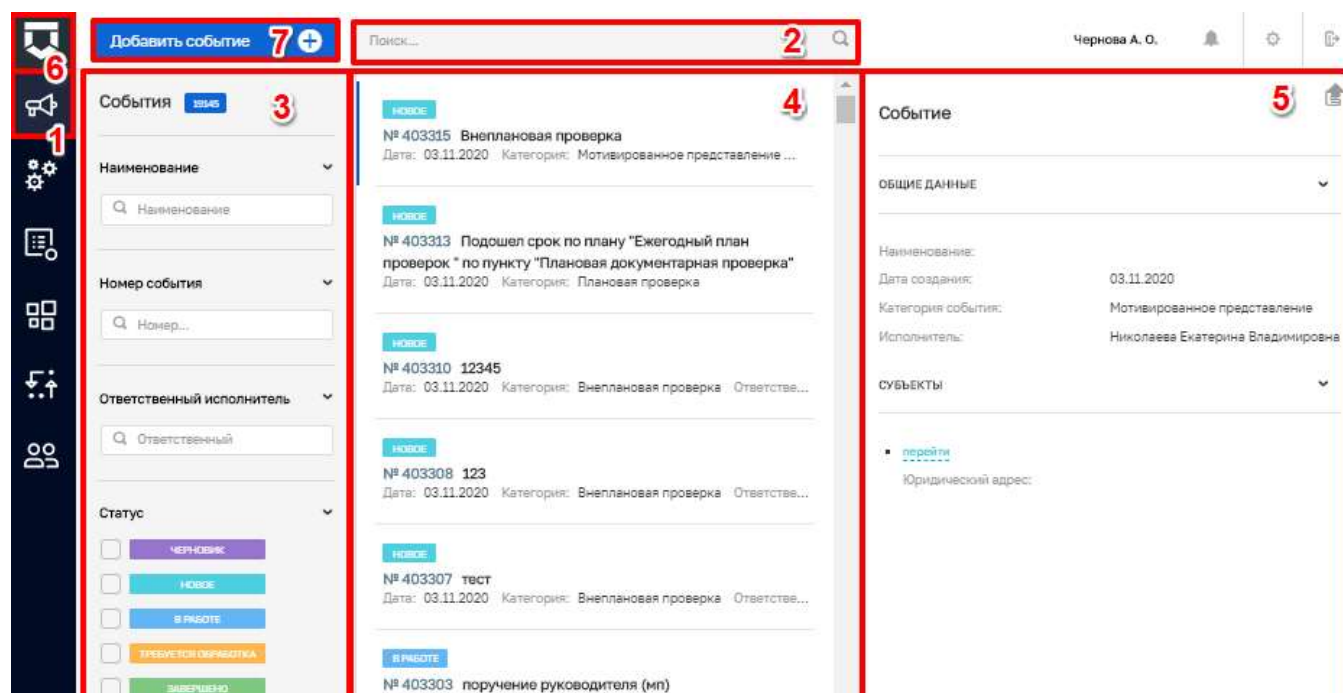 Добавить событие
7
Поиск...
2
Чернова А. О.
6
1
События
19145
3
Наименование
Наименование
Номер события
Номер...
Ответственный исполнитель
Ответственный
Статус
ЧЕРНОВИК
НОВОЕ
В РАБОТЕ
ТРЕБУЕТСЯ ОБРАБОТКА
ЗАВЕРШЕНО
4
НОВОЕ
№ 403315 Внеплановая проверка
Дата: 03.11.2020 Категория: Мотивированное представление ...
НОВОЕ
№ 403313 Подошел срок по плану "Ежегодный план
проверок " по пункту "Плановая документарная проверка"
Дата: 03.11.2020 Категория: Плановая проверка
НОВОЕ
№ 403310 12345
Дата: 03.11.2020 Категория: Внеплановая проверка Ответстве...
НОВОЕ
№ 403308 123
Дата: 03.11.2020 Категория: Внеплановая проверка Ответстве...
НОВОЕ
№ 403307 тест
Дата: 03.11.2020 Категория: Внеплановая проверка Ответстве...
В РАБОТЕ
№ 403303 поручение руководителя (мп)
5
Событие
ОБЩИЕ ДАННЫЕ
Наименование:
Дата создания: 03.11.2020
Категория события: Мотивированное представление
Исполнитель: Николаева Екатерина Владимировна
СУБЪЕКТЫ
перейти
Юридический адрес: